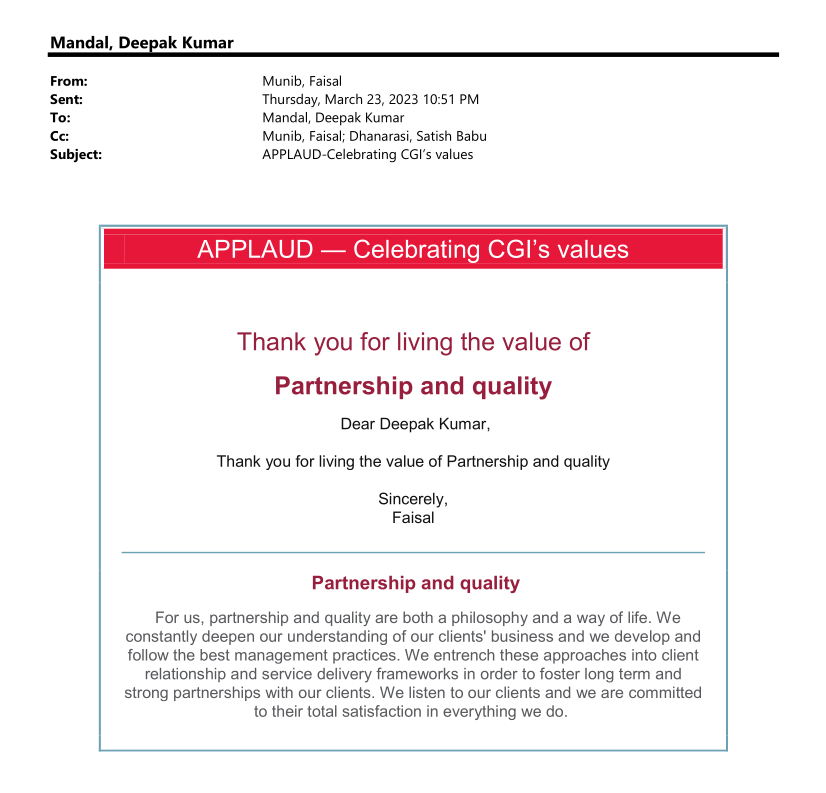 Mandal, Deepak Kumar
From: Munib, Faisal
Sent: Thursday, March 23, 2023 10:51 PM
To: Mandal, Deepak Kumar
Cc: Munib, Faisal; Dhanarasi, Satish Babu
Subject: APPLAUD-Celebrating CGI’s values
APPLAUD — Celebrating CGI’s values
Thank you for living the value of
Partnership and quality
Dear Deepak Kumar,
Thank you for living the value of Partnership and quality
Sincerely,
Faisal
Partnership and quality
For us, partnership and quality are both a philosophy and a way of life. We
constantly deepen our understanding of our clients' business and we develop and
follow the best management practices. We entrench these approaches into client
relationship and service delivery frameworks in order to foster long term and
strong partnerships with our clients. We listen to our clients and we are committed
to their total satisfaction in everything we do.